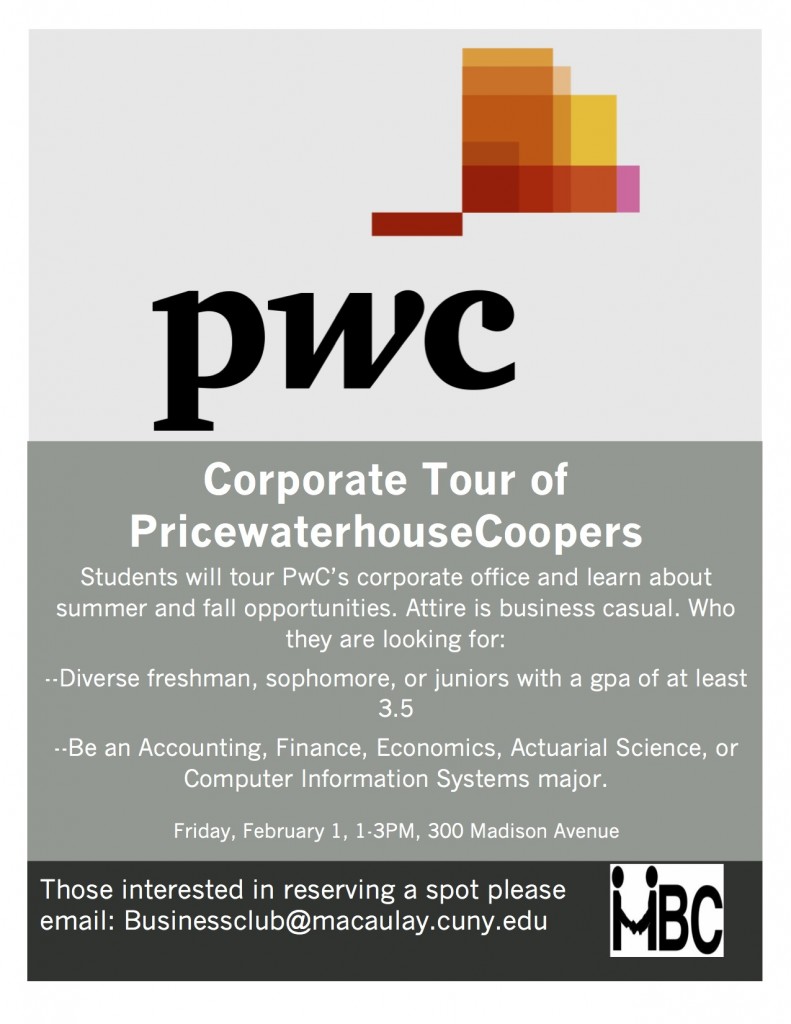 pwc
Corporate Tour of
PricewaterhouseCoopers
Students will tour PwC’s corporate office and learn about
summer and fall opportunities. Attire is business casual. Who
they are looking for:
--Diverse freshman, sophomore, or juniors with a gpa of at least
3.5
--Be an Accounting, Finance, Economics, Actuarial Science, or
Computer Information Systems major.
Friday, February 1, 1-3PM, 300 Madison Avenue
Those interested in reserving a spot please
email: Businessclub@macaulay.cuny.edu
MBC